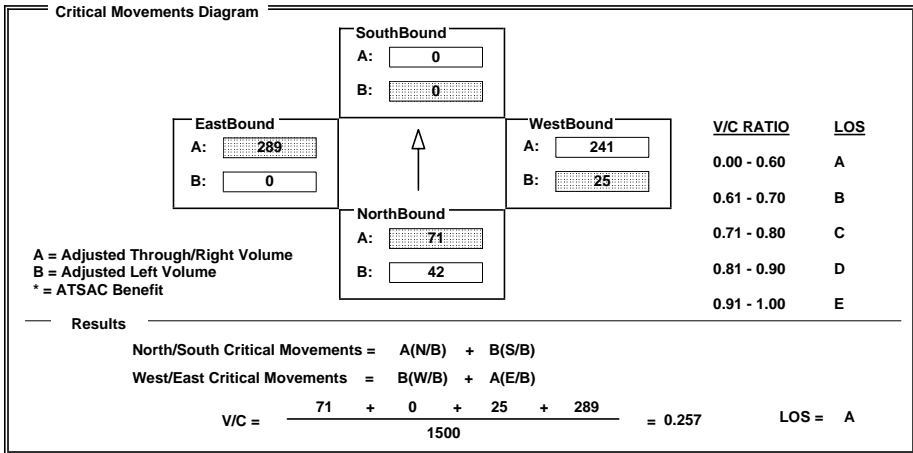 Critical Movements Diagram
SouthBound
A: 0
B: 0
EastBound
A: 289
B: 0
WestBound
A: 241
B: 25
NorthBound
A: 71
B: 42
V/C RATIO LOS
0.00 - 0.60 A
0.61 - 0.70 B
0.71 - 0.80 C
0.81 - 0.90 D
0.91 - 1.00 E
A = Adjusted Through/Right Volume
B = Adjusted Left Volume
* = ATSAC Benefit
Results
North/South Critical Movements = A(N/B) + B(S/B)
West/East Critical Movements = B(W/B) + A(E/B)
71 + 0 + 25 + 289
V/C = = 0.257 LOS = A
1500